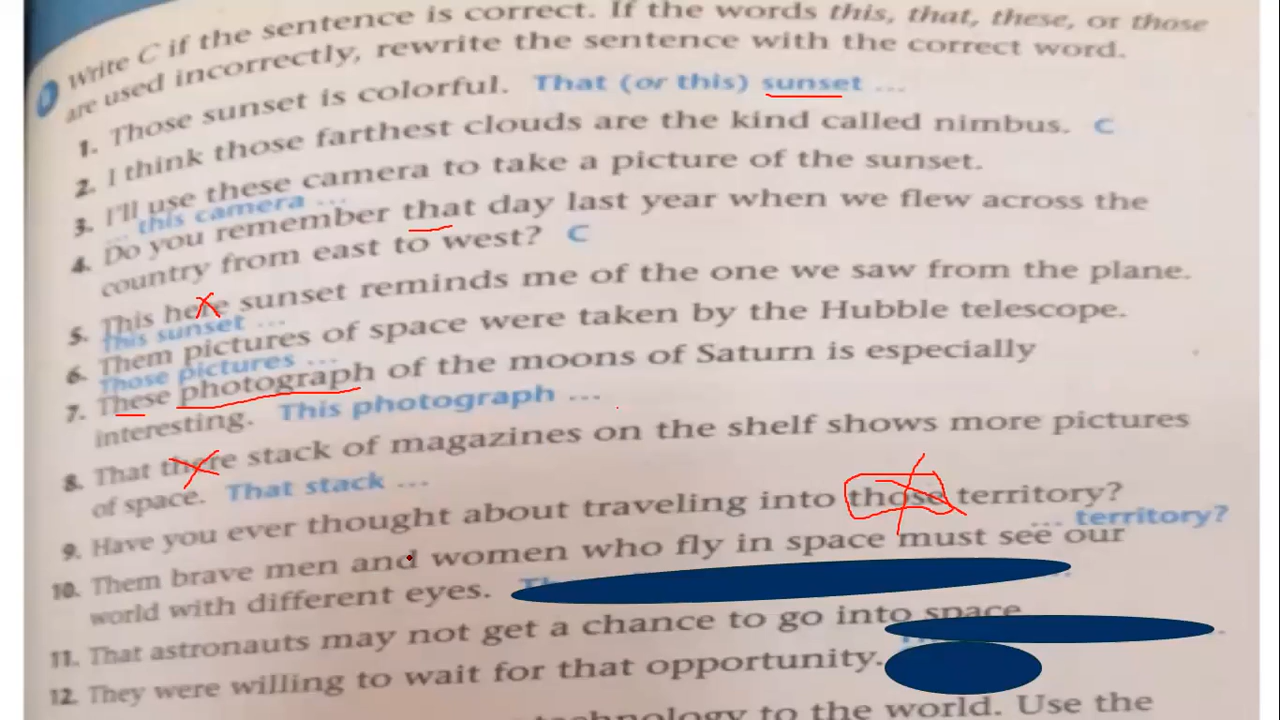 Write C if the sentence is correct. If the words this, that, these, or those
are used incorrectly, rewrite the sentence with the correct word.
1. Those sunset is colorful. That (or this) sunset ...
2. I think those farthest clouds are the kind called nimbus. C
3. I'll use these camera to take a picture of the sunset.
... this camera ...
4. Do you remember that day last year when we flew across the
country from east to west? C
5. This here sunset reminds me of the one we saw from the plane.
This sunset ...
6. Them pictures of space were taken by the Hubble telescope.
Those pictures ...
7. These photograph of the moons of Saturn is especially
interesting. This photograph ...
8. That there stack of magazines on the shelf shows more pictures
of space. That stack ...
9. Have you ever thought about traveling into those territory?
... territory?
10. Them brave men and women who fly in space must see our
world with different eyes.
11. That astronauts may not get a chance to go into space
12. They were willing to wait for that opportunity.
to the world. Use the